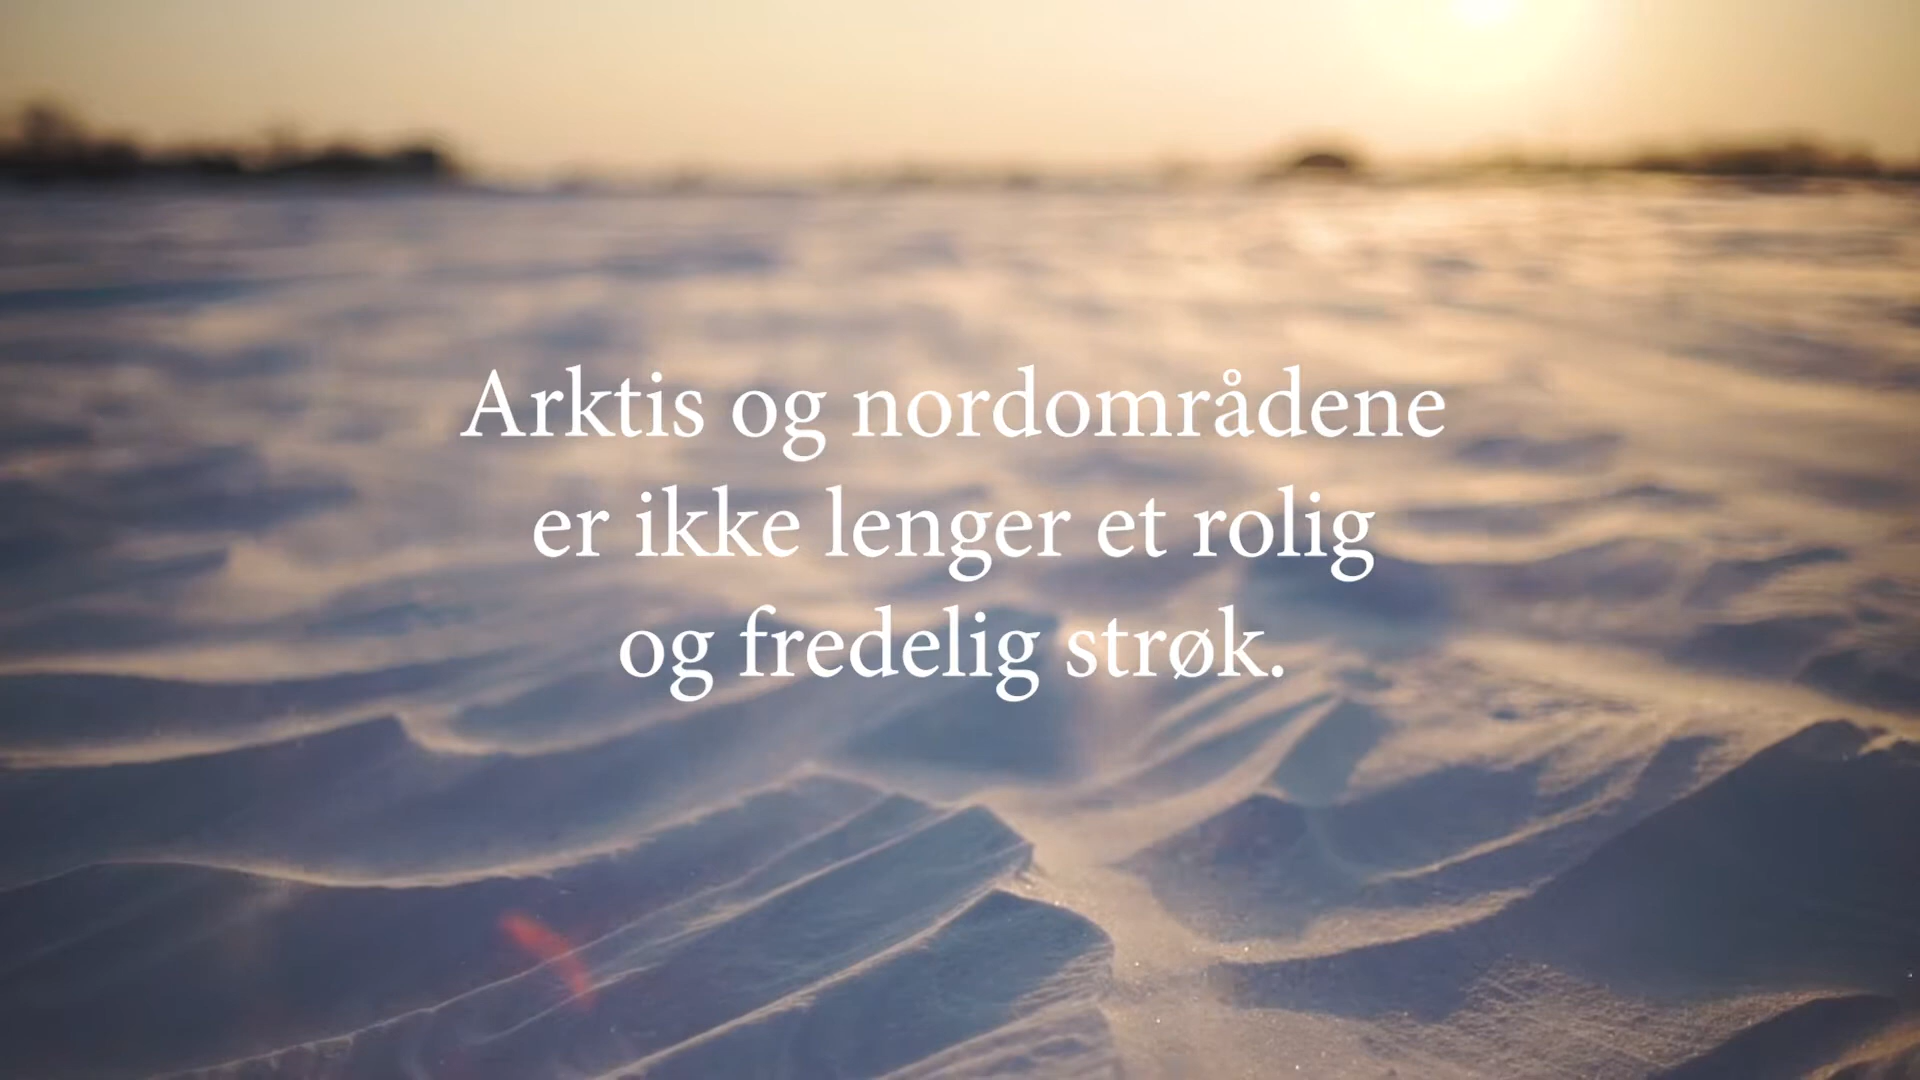 Arktis og nordområdene
er ikke lenger et rolig
og fredelig strøk.